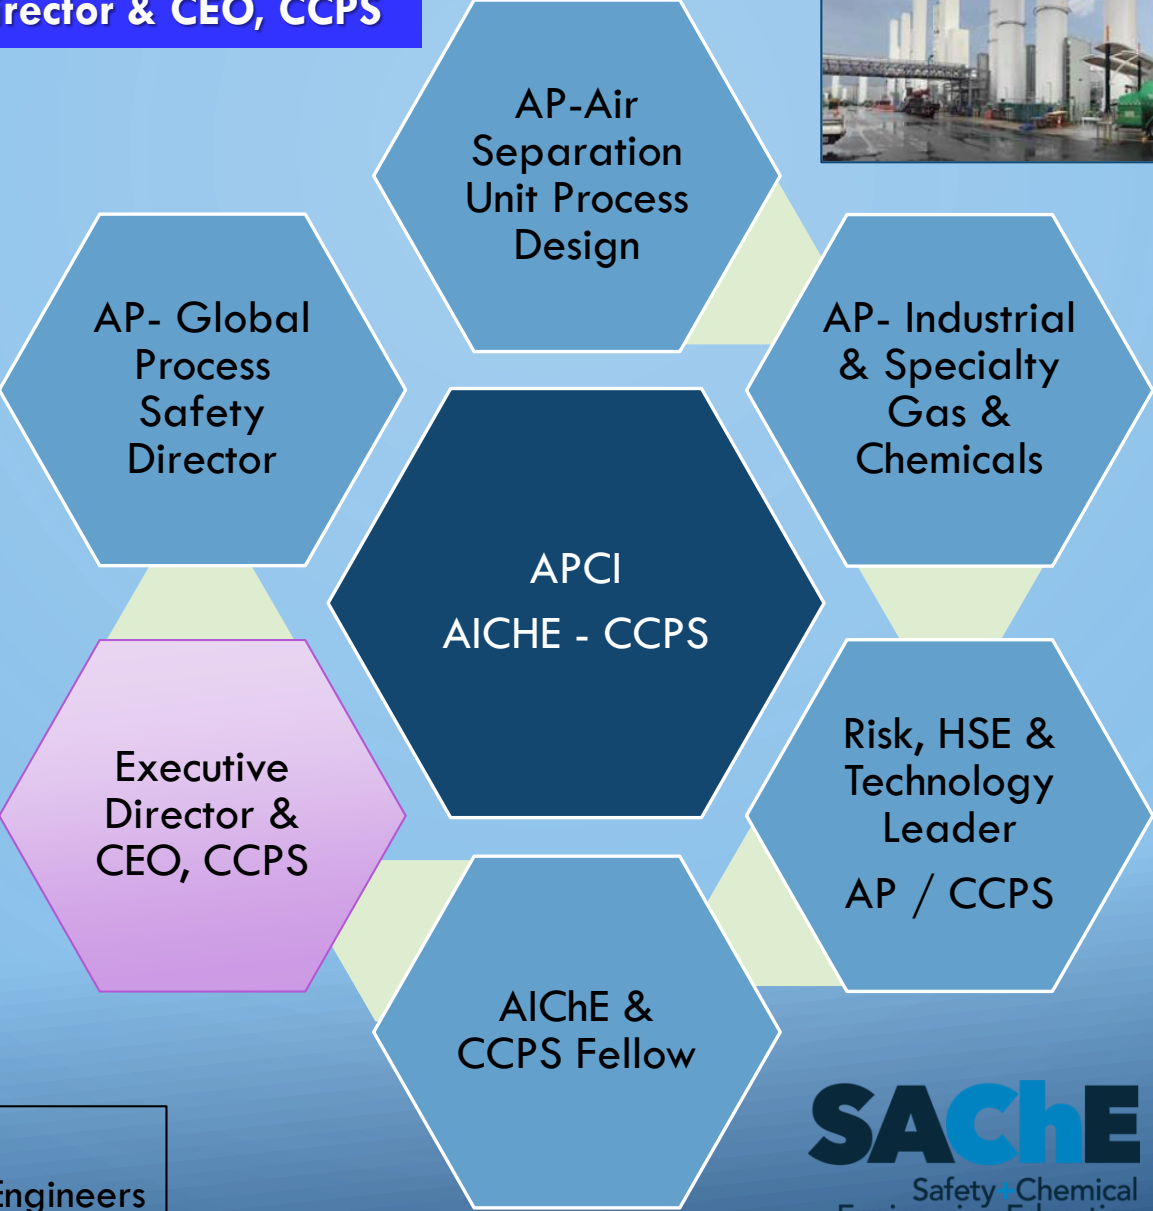 & CEO, CCPS
AP-Air
Separation
Unit Process
Design
AP- Global
Process
Safety
Director
AP- Industrial
& Specialty
Gas &
Chemicals
APCI
AICHE - CCPS
Executive
Director &
CEO, CCPS
Risk, HSE &
Technology
Leader
AP / CCPS
AIChE &
CCPS Fellow
Engineers
SAChE
Safety+Chemical